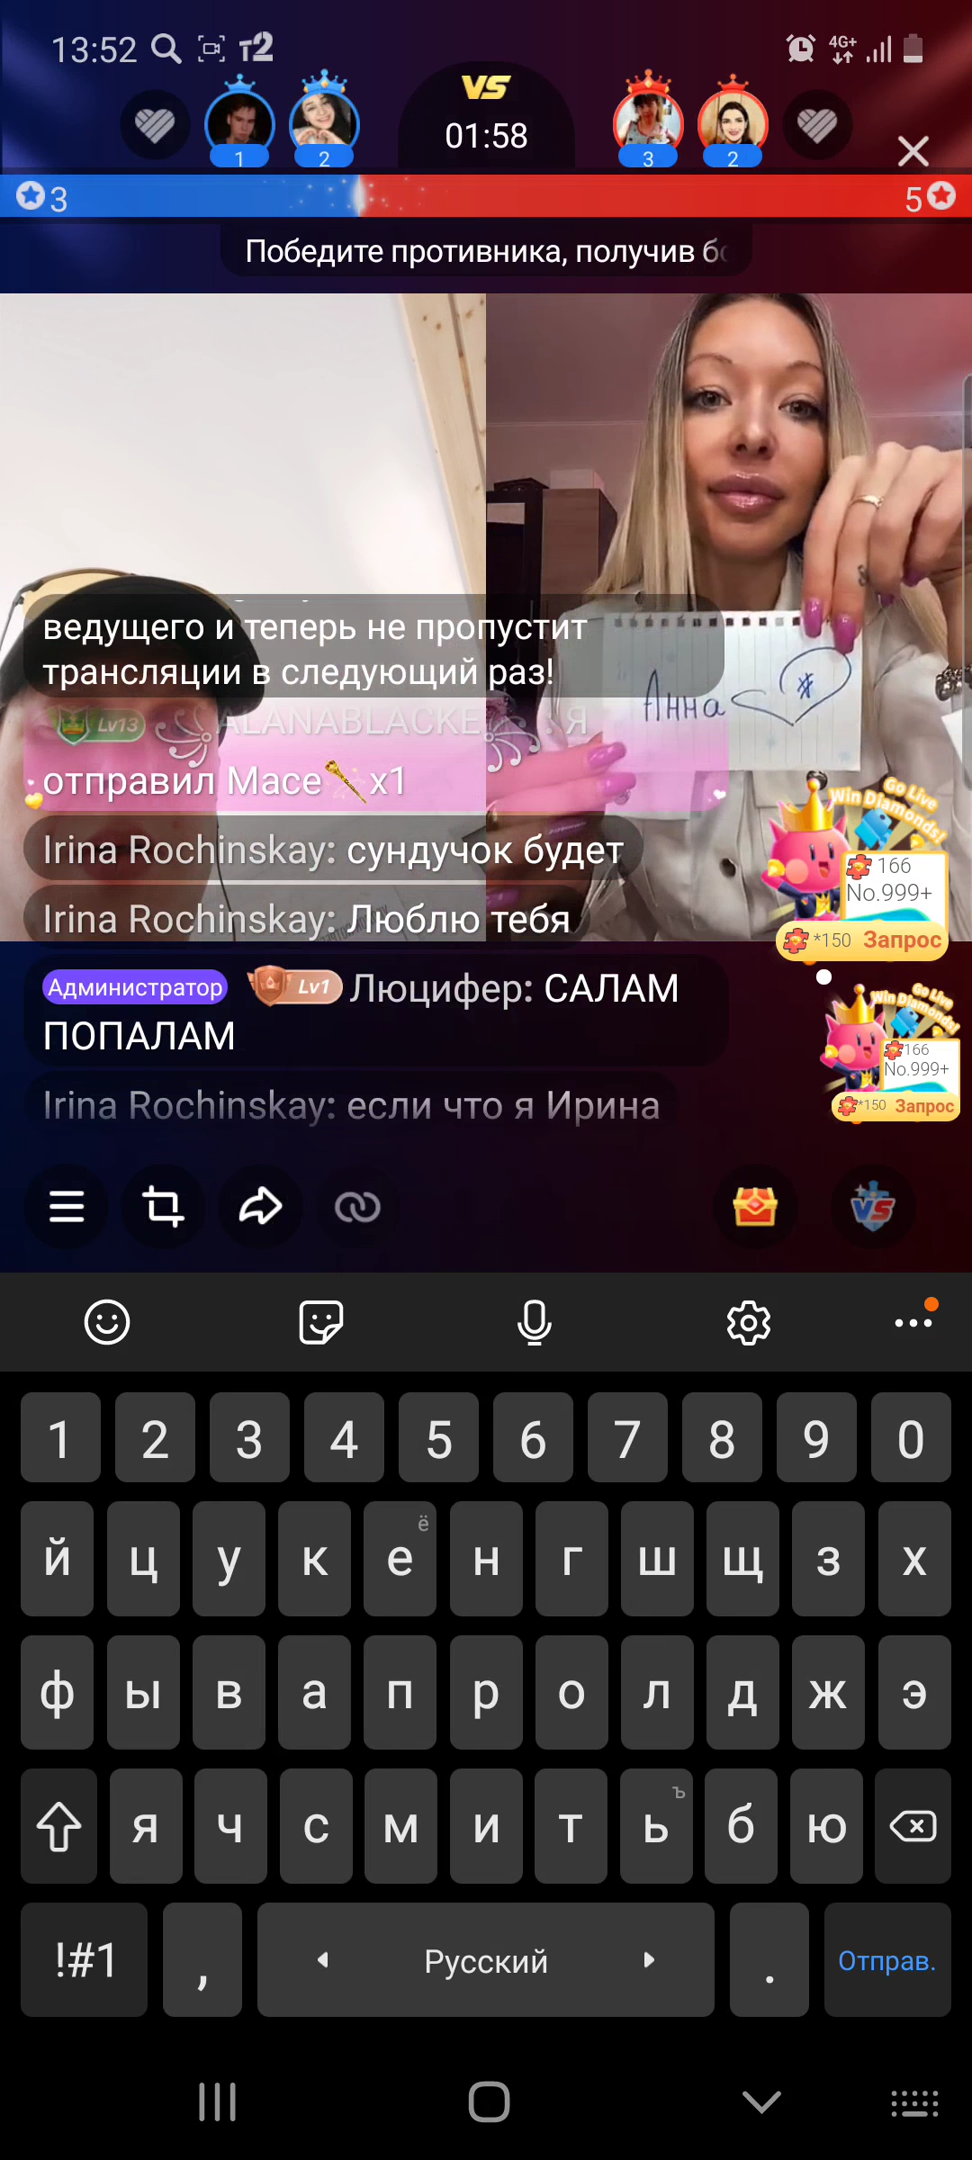 13:52
T2
4G+
VS
01:58
1
2
3
2
3
5
Победите противника, получив
ведущего и теперь не пропустит
трансляции в следующий раз!
Lv13 ALANABLACKE : Я
отправил Mace x1
Irina Rochinskay: сундучок будет
Irina Rochinskay: Люблю тебя
Администратор Lv1 Люцифер: САЛАМ
ПОПАЛАМ
Irina Rochinskay: если что я Ирина
Анна
Go Live
Win Diamonds!
166
No.999+
*150 Запрос
Go Live
Win Diamonds!
166
No.999+
*150 Запрос
VS
1 2 3 4 5 6 7 8 9 0
й ц у к е ё н г ш щ з х
ф ы в а п р о л д ж э
я ч с м и т ь ъ б ю
!#1 , Русский . Отправ.